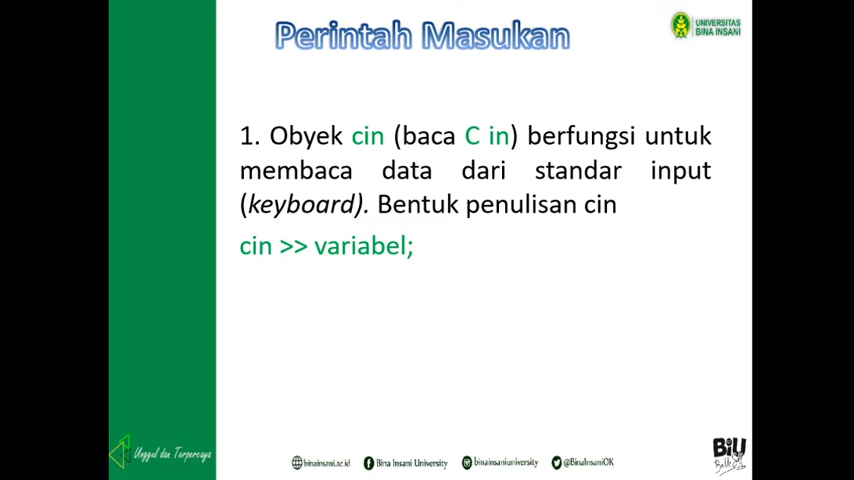 Perintah Masukan
UNIVERSITAS
BINA INSANI
1. Obyek cin (baca C in) berfungsi untuk
membaca data dari standar input
(keyboard). Bentuk penulisan cin
cin >> variabel;
Unggul dan Terpercaya
binainsani.ac.id
Bina Insani University
binainsaniuniversity
@BinaInsaniOK
BiU